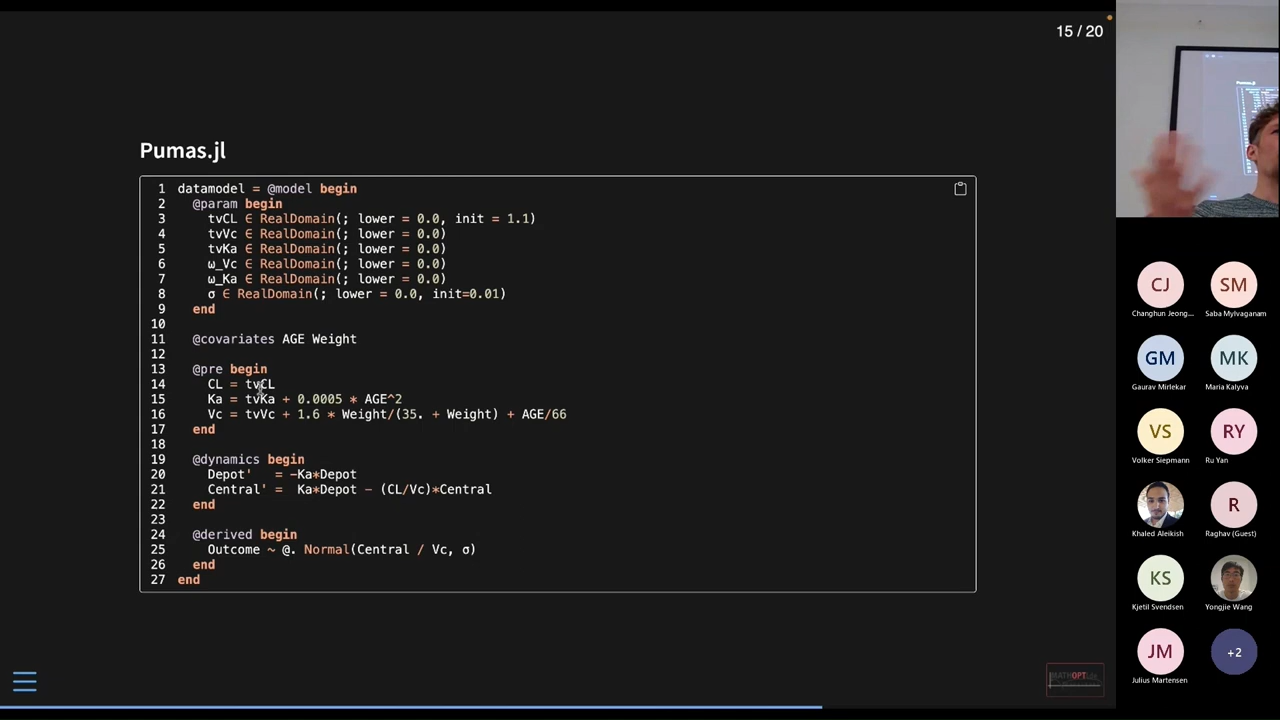 15 / 20
Pumas.jl
1 datamodel = @model begin
2 @param begin
3 tvCL ∈ RealDomain(; lower = 0.0, init = 1.1)
4 tvVc ∈ RealDomain(; lower = 0.0)
5 tvKa ∈ RealDomain(; lower = 0.0)
6 ω_Vc ∈ RealDomain(; lower = 0.0)
7 ω_Ka ∈ RealDomain(; lower = 0.0)
8 σ ∈ RealDomain(; lower = 0.0, init=0.01)
9 end
10
11 @covariates AGE Weight
12
13 @pre begin
14 CL = tvCL
15 Ka = tvKa + 0.0005 * AGE^2
16 Vc = tvVc + 1.6 * Weight/(35. + Weight) + AGE/66
17 end
18
19 @dynamics begin
20 Depot' = -Ka*Depot
21 Central' = Ka*Depot - (CL/Vc)*Central
22 end
23
24 @derived begin
25 Outcome ~ @. Normal(Central / Vc, σ)
26 end
27 end
MATHOPT
CJ
Changhun Jeong...
SM
Saba Mylvaganam
GM
Gaurav Mirlekar
MK
Maria Kalyva
VS
Volker Siepmann
RY
Ru Yan
Khaled Aleikish
R
Raghav (Guest)
KS
Kjetil Svendsen
Yongjie Wang
JM
Julius Martensen
+2